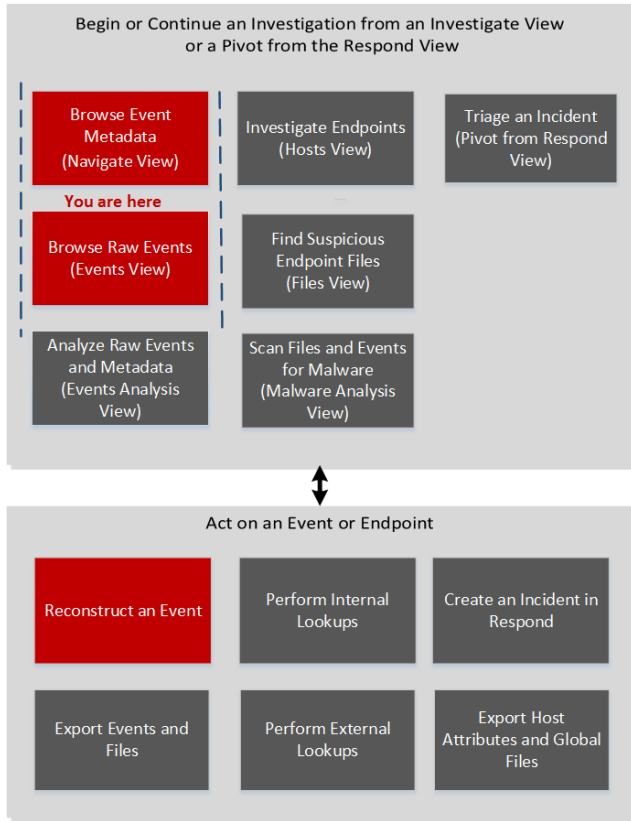 Begin or Continue an Investigation from an Investigate View
or a Pivot from the Respond View
Browse Event
Metadata
(Navigate View)
Investigate Endpoints
(Hosts View)
Triage an Incident
(Pivot from Respond
View)
You are here
Browse Raw Events
(Events View)
Find Suspicious
Endpoint Files
(Files View)
Analyze Raw Events
and Metadata
(Events Analysis
View)
Scan Files and Events
for Malware
(Malware Analysis
View)
Act on an Event or Endpoint
Reconstruct an Event
Perform Internal
Lookups
Create an Incident in
Respond
Export Events and
Files
Perform External
Lookups
Export Host
Attributes and Global
Files